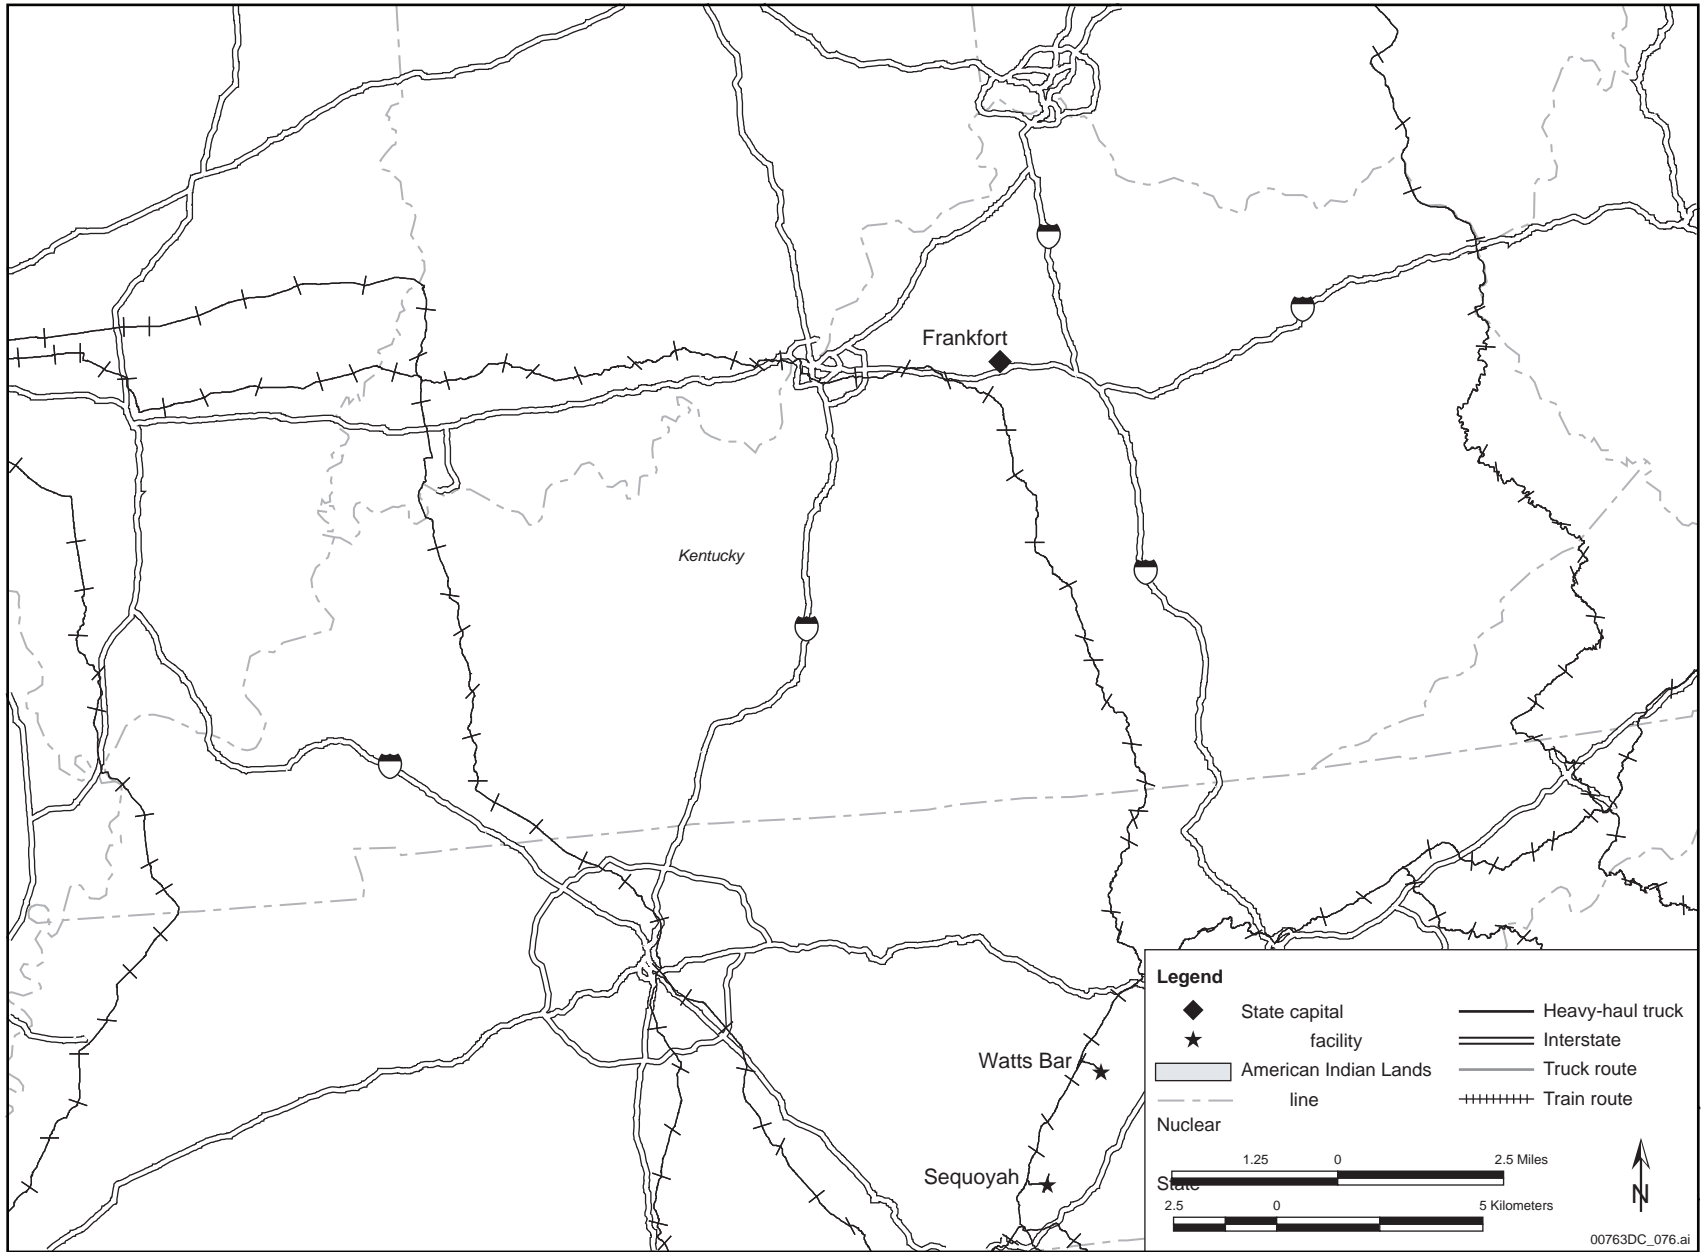 Frankfort
Kentucky
Watts Bar
Sequoyah
Legend
State capital
facility
American Indian Lands
line
Nuclear
State
Heavy-haul truck
Interstate
Truck route
Train route
1.25 0 2.5 Miles
2.5 0 5 Kilometers
N
00763DC_076.ai